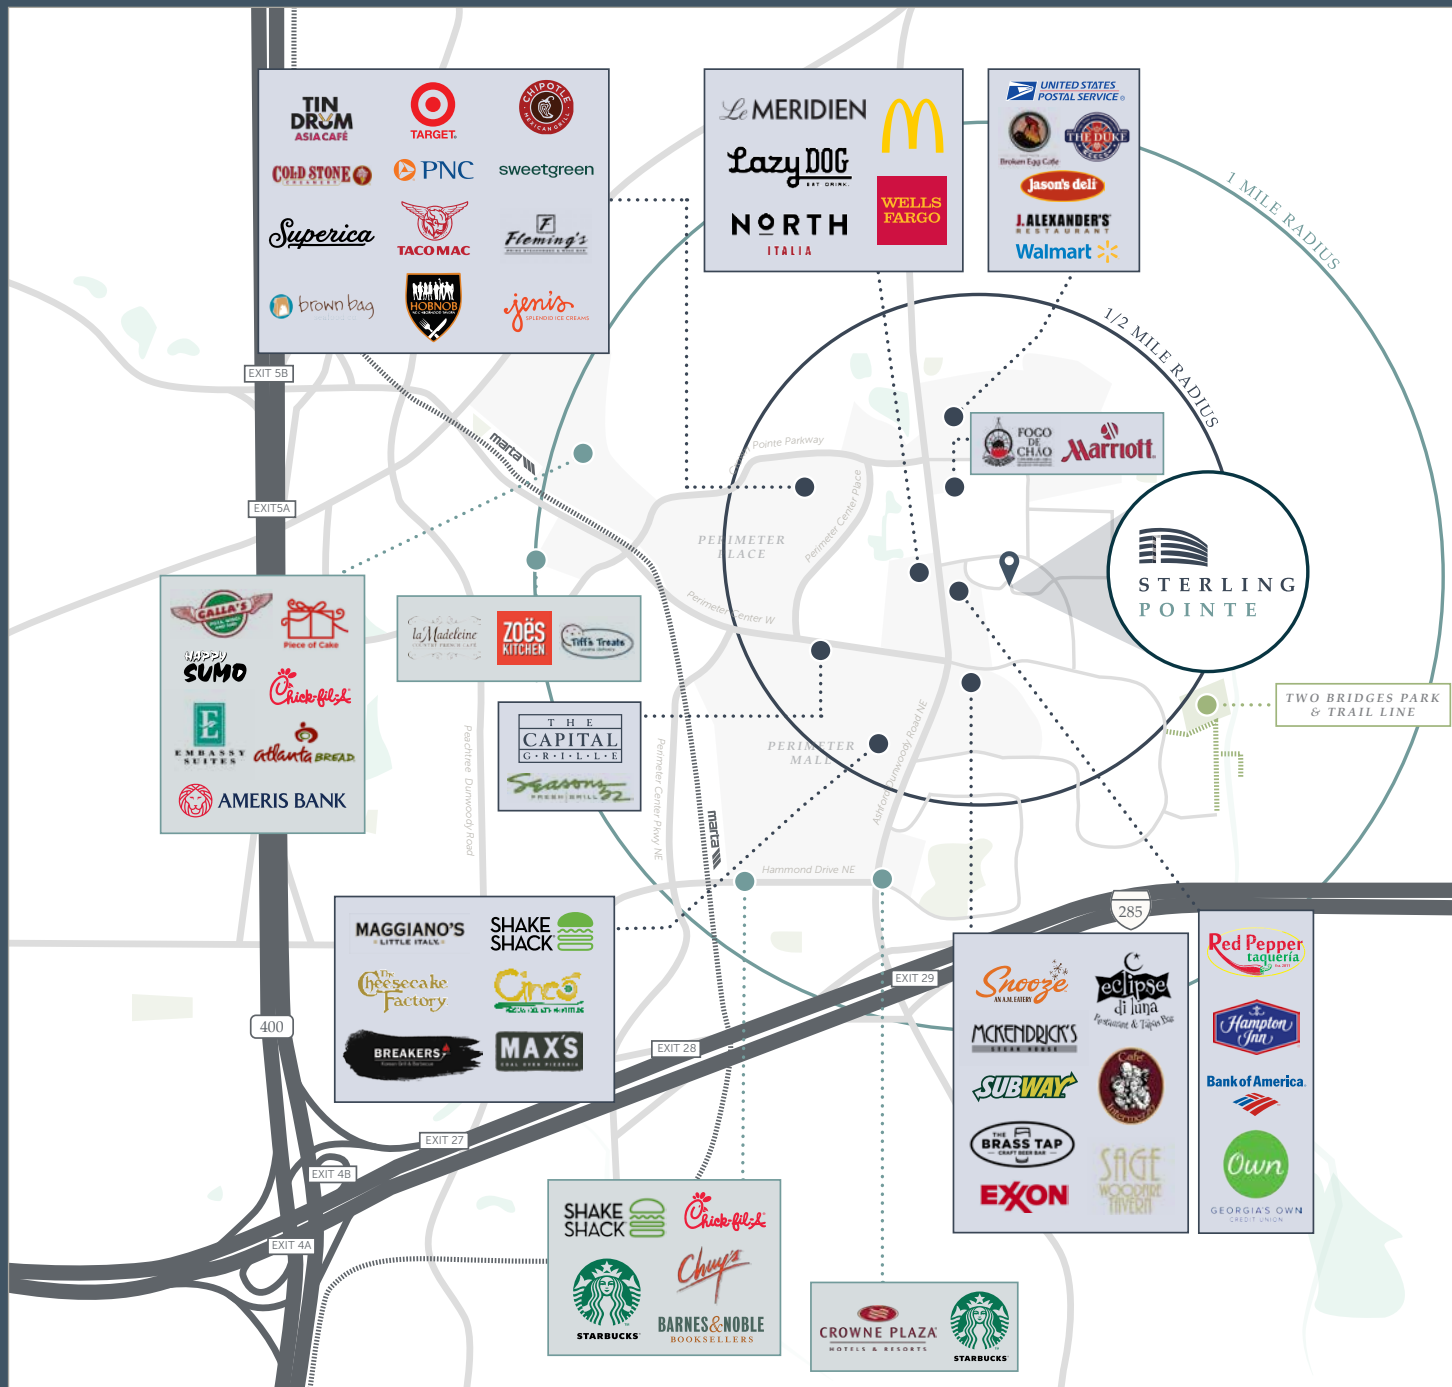 TIN
DRUM
ASIA CAFÉ
TARGET
CHIPOTLE
MEXICAN GRILL
COLD STONE
CREAMERY
PNC
sweetgreen
Superica
TACO MAC
F
Fleming's
brown bag
HOBNOB
jeni's
SPLENDID ICE CREAMS
Le MERIDIEN
Lazy DOG
EST DRINK.
NORTH
ITALIA
WELLS
FARGO
UNITED STATES
POSTAL SERVICE®
Broken Egg Cafe
THE DUKE
Jason's deli
J. ALEXANDER'S
RESTAURANT
Walmart
1 MILE RADIUS
1/2 MILE RADIUS
EXIT 5B
marta
Pointe Parkway
FOGO
DE
CHÃO
Marriott
EXIT5A
Perimeter Center Place
PERIMETER
PLACE
STERLING
POINTE
Perimeter Center W
CALLA'S
Piece of Cake
HAPPY
SUMO
Chick-fil-A
E
EMBASSY
SUITES
atlanta BREAD
AMERIS BANK
la Madeleine
COUNTRY FRENCH CAFE
ZOËS
KITCHEN
Tiff's Treats
cookie delivery
THE
CAPITAL
G·R·I·L·L·E
Seasons 52
FRESH GRILL
TWO BRIDGES PARK
& TRAIL LINE
PERIMETER
MALL
Peachtree Dunwoody Road
Perimeter Center Pkwy NE
Ashford Dunwoody Road NE
marta
Hammond Drive NE
MAGGIANO'S
LITTLE ITALY
SHAKE
SHACK
The
Cheesecake
Factory
Cinco
BREAKERS
Korean Grill & Barbecue
MAX'S
COAL OVEN PIZZERIA
285
EXIT 29
400
EXIT 28
EXIT 27
EXIT 4B
EXIT 4A
Snooze
AN A.M. EATERY
eclipse
di luna
Restaurant & Tapas Bar
MCKENDRICK'S
STEAK HOUSE
SUBWAY
Café
Intermezzo
THE
BRASS TAP
CRAFT BEER BAR
SAGE
WOODFIRE
TAVERN
EXXON
Red Pepper
taqueria
Hampton
Inn
Bank of America
Own
GEORGIA'S OWN
CREDIT UNION
SHAKE
SHACK
Chick-fil-A
STARBUCKS
Chuy's
BARNES&NOBLE
BOOKSELLERS
CROWNE PLAZA
HOTELS & RESORTS
STARBUCKS